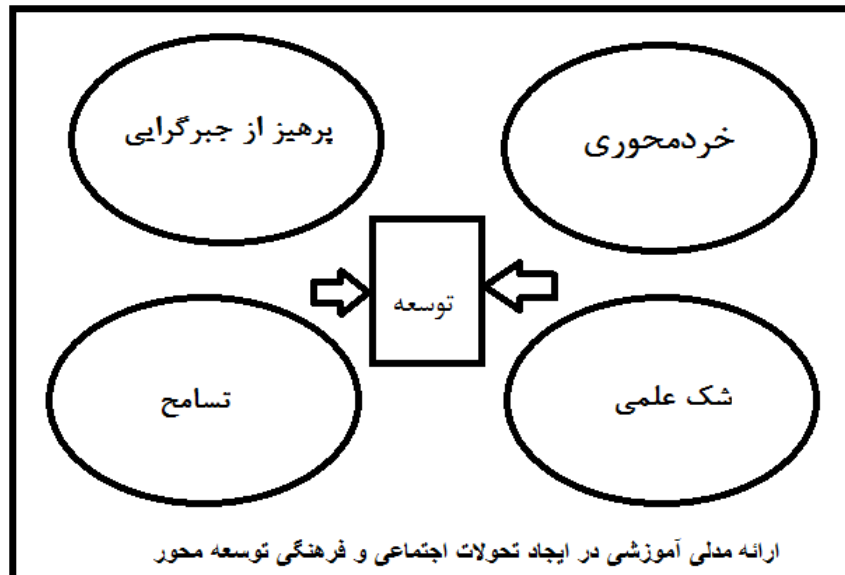 خردمحوری
پرهیز از جبرگرایی
توسعه
شک علمی
تسامح
ارائه مدلی آموزشی در ایجاد تحولات اجتماعی و فرهنگی توسعه محور